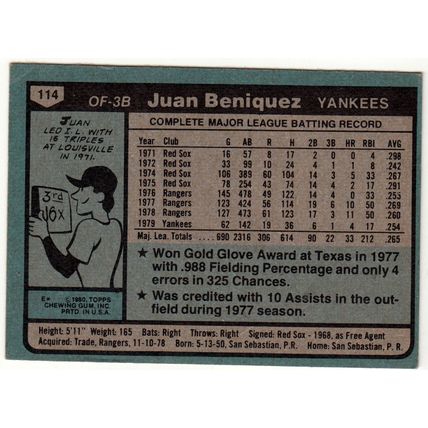 114 OF-3B Juan Beniquez YANKEES
JUAN
LED I.L. WITH
16 TRIPLES
AT LOUISVILLE
IN 1971.
3rd
16x
E* © 1980, TOPPS
CHEWING GUM, INC.
PRTD. IN U.S.A.
COMPLETE MAJOR LEAGUE BATTING RECORD
Year Club G AB R H 2B 3B HR RBI AVG
1971 Red Sox 16 57 8 17 2 0 0 4 .298
1972 Red Sox 33 99 10 24 4 1 1 8 .242
1974 Red Sox 106 389 60 104 14 3 5 33 .267
1975 Red Sox 78 254 43 74 14 4 2 17 .291
1976 Rangers 145 478 49 122 14 4 0 33 .255
1977 Rangers 123 424 56 114 19 6 10 50 .269
1978 Rangers 127 473 61 123 17 3 11 50 .260
1979 Yankees 62 142 19 36 6 1 4 17 .254
Maj. Lea. Totals ..... 690 2316 306 614 90 22 33 212 .265
★ Won Gold Glove Award at Texas in 1977
with .988 Fielding Percentage and only 4
errors in 325 Chances.
★ Was credited with 10 Assists in the out-
field during 1977 season.
Height: 5'11" Weight: 165 Bats: Right Throws: Right Signed: Red Sox - 1968, as Free Agent
Acquired: Trade, Rangers, 11-10-78 Born: 5-13-50, San Sebastian, P.R. Home: San Sebastian, P.R.